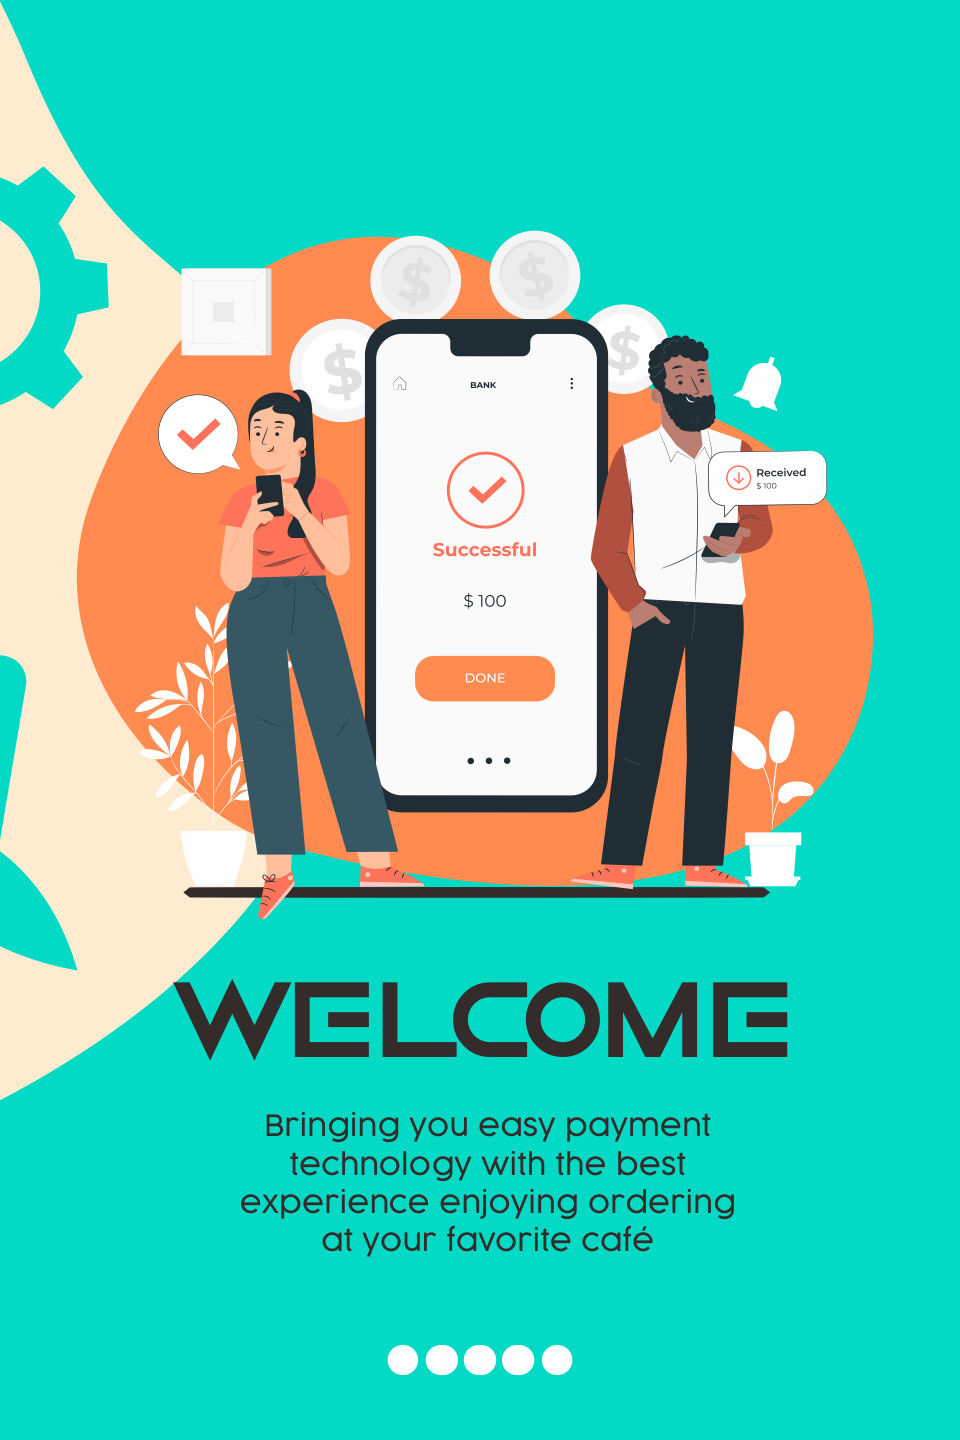 BANK
Received
$ 100
Successful
$ 100
DONE
WELCOME
Bringing you easy payment
technology with the best
experience enjoying ordering
at your favorite café